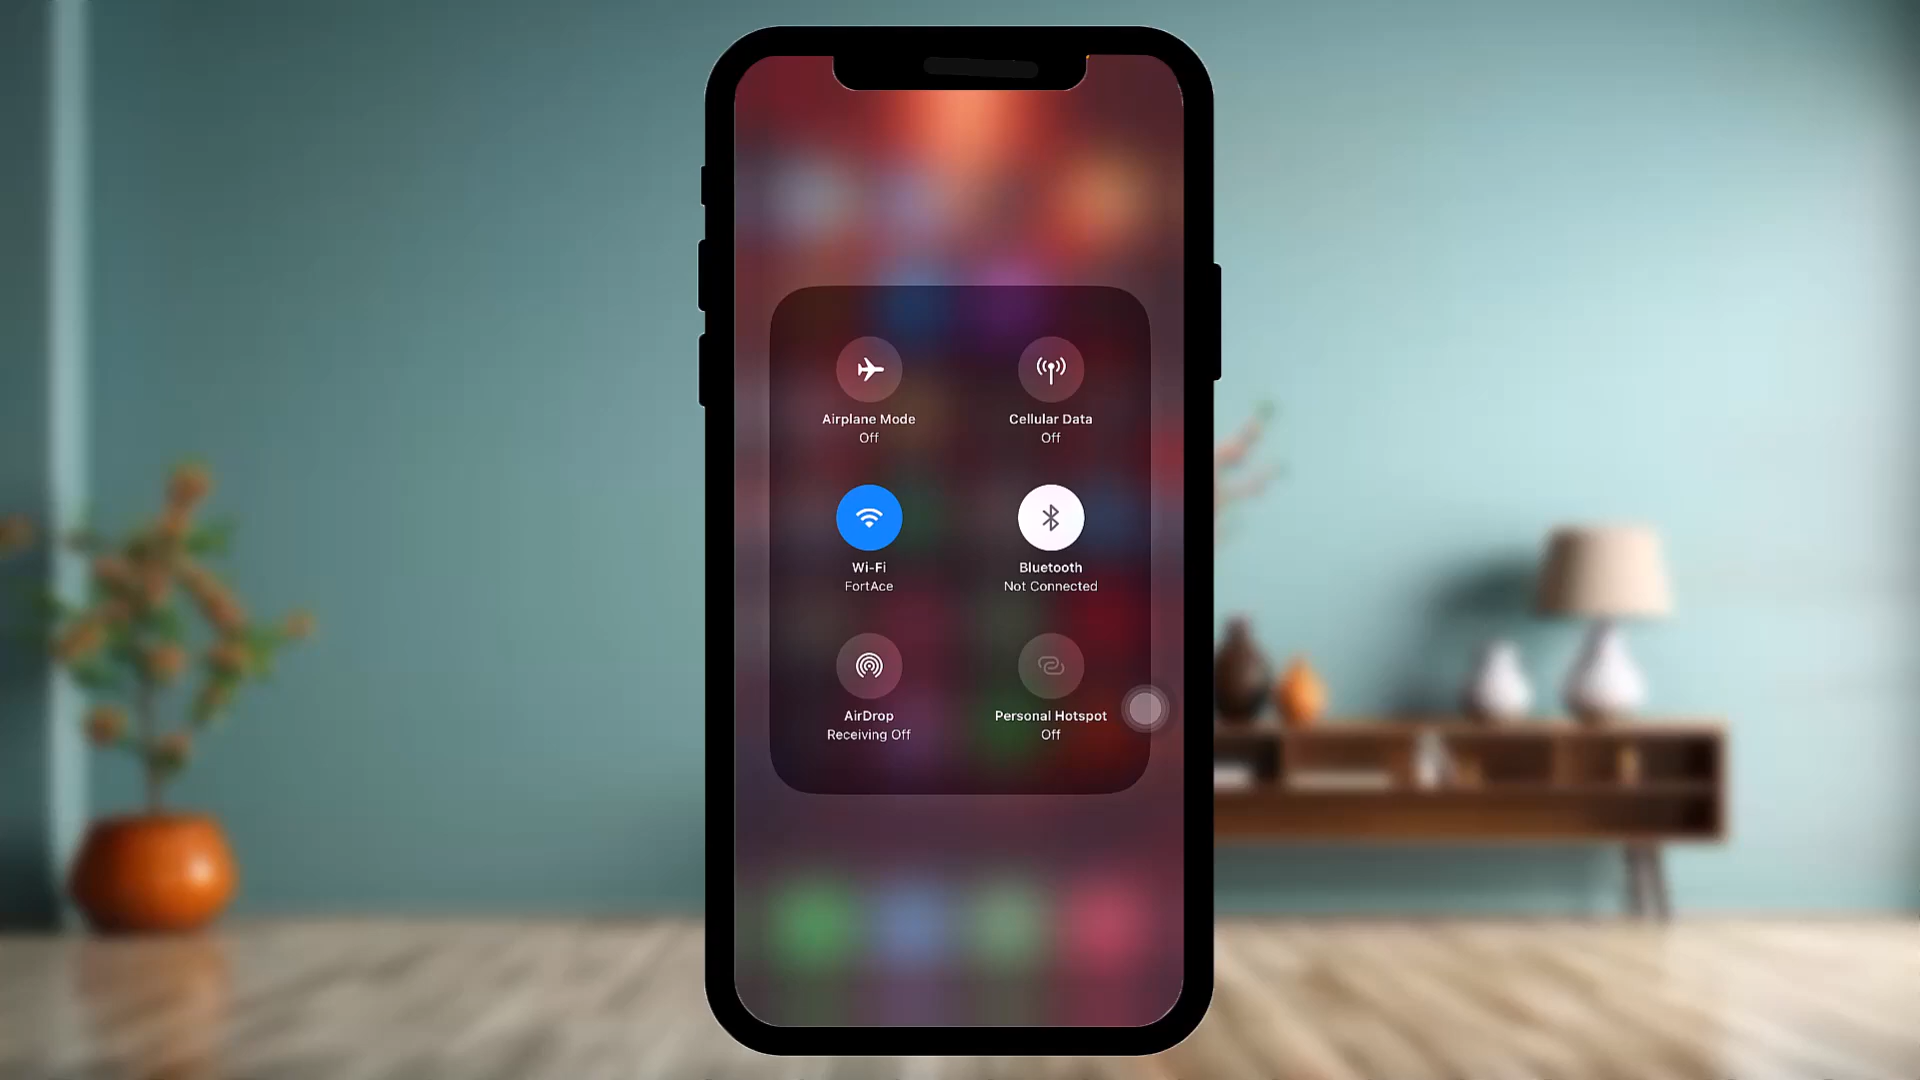 Airplane Mode
Off
Cellular Data
Off
Wi-Fi
FortAce
Bluetooth
Not Connected
AirDrop
Receiving Off
Personal Hotspot
Off